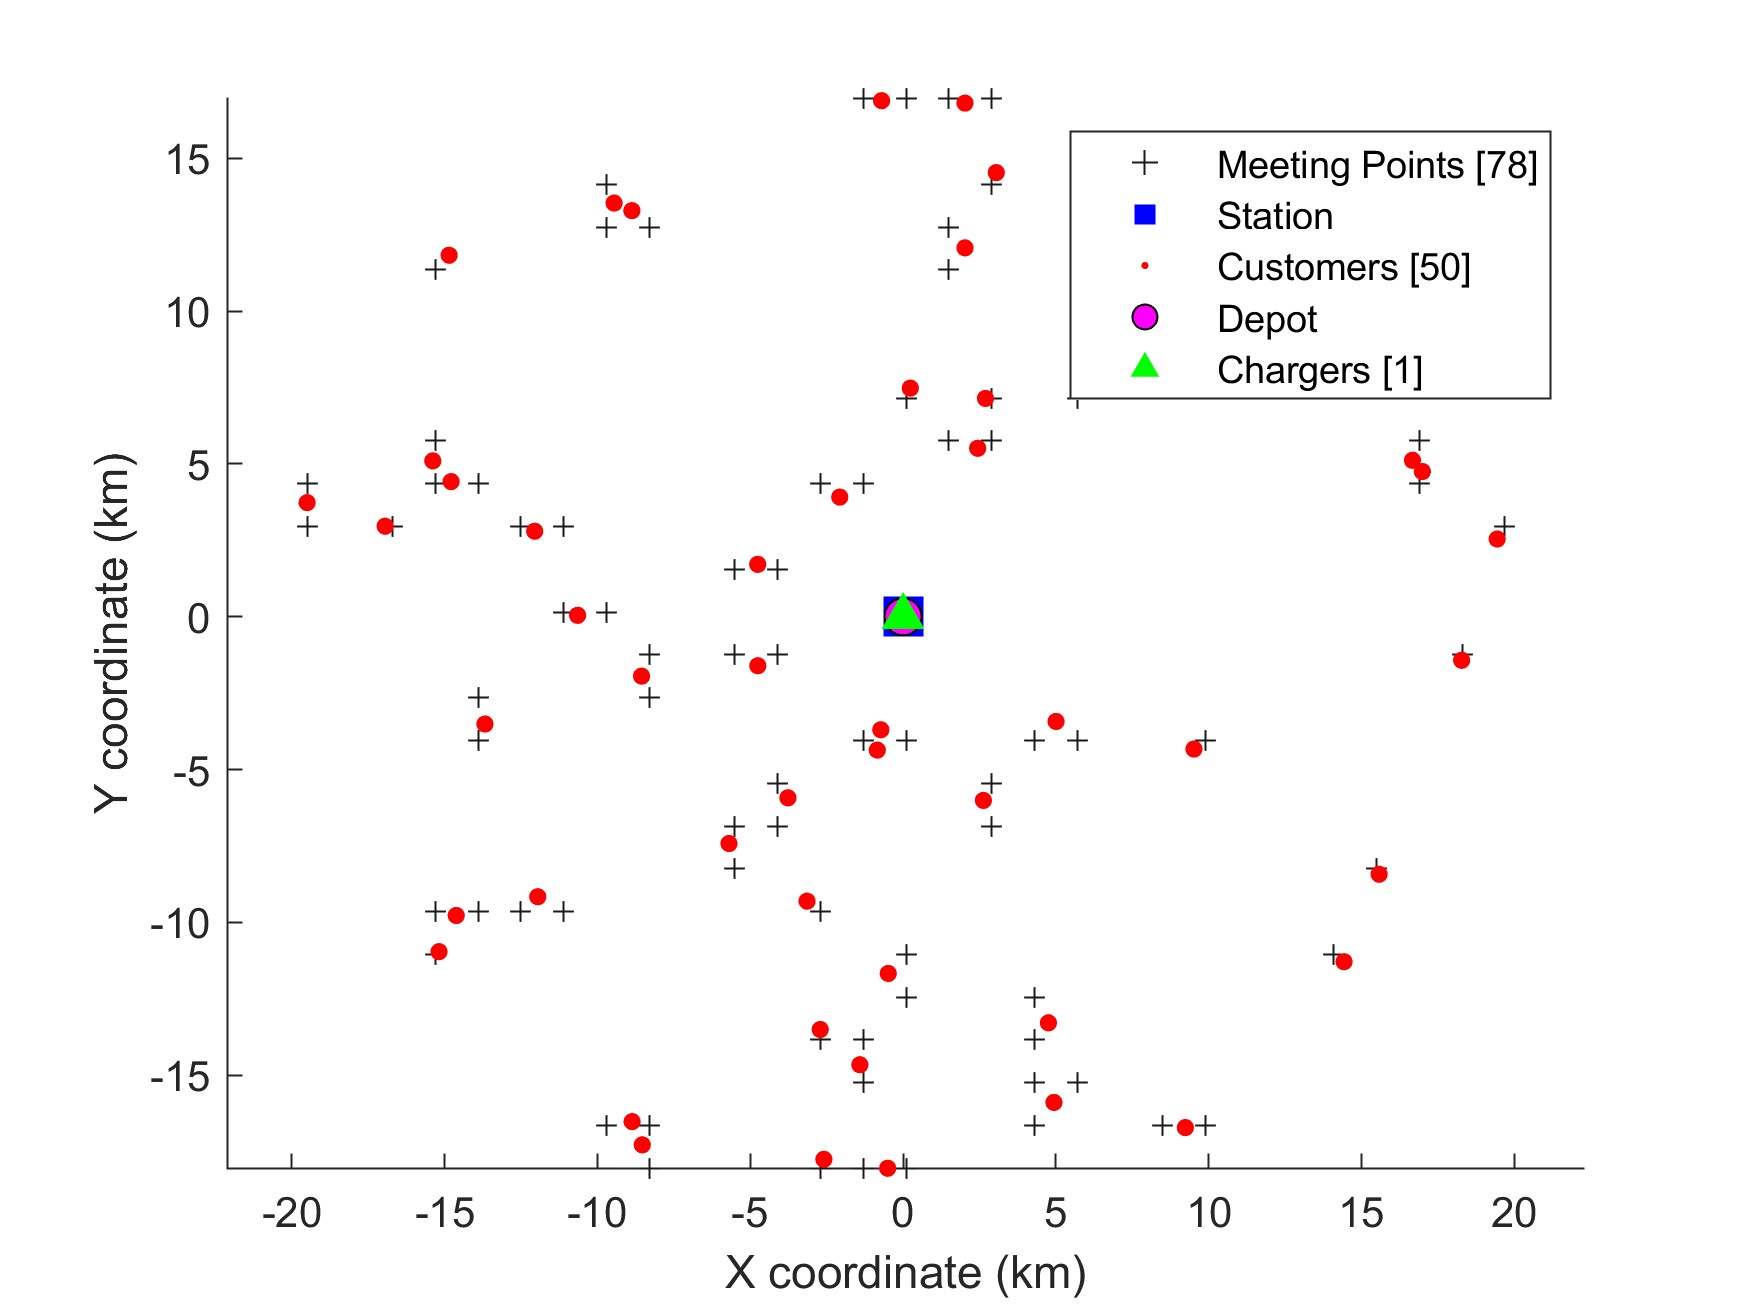 15
10
5
0
-5
-10
-15
Y coordinate (km)
Meeting Points [78]
Station
Customers [50]
Depot
Chargers [1]
-20 -15 -10 -5 0 5 10 15 20
X coordinate (km)